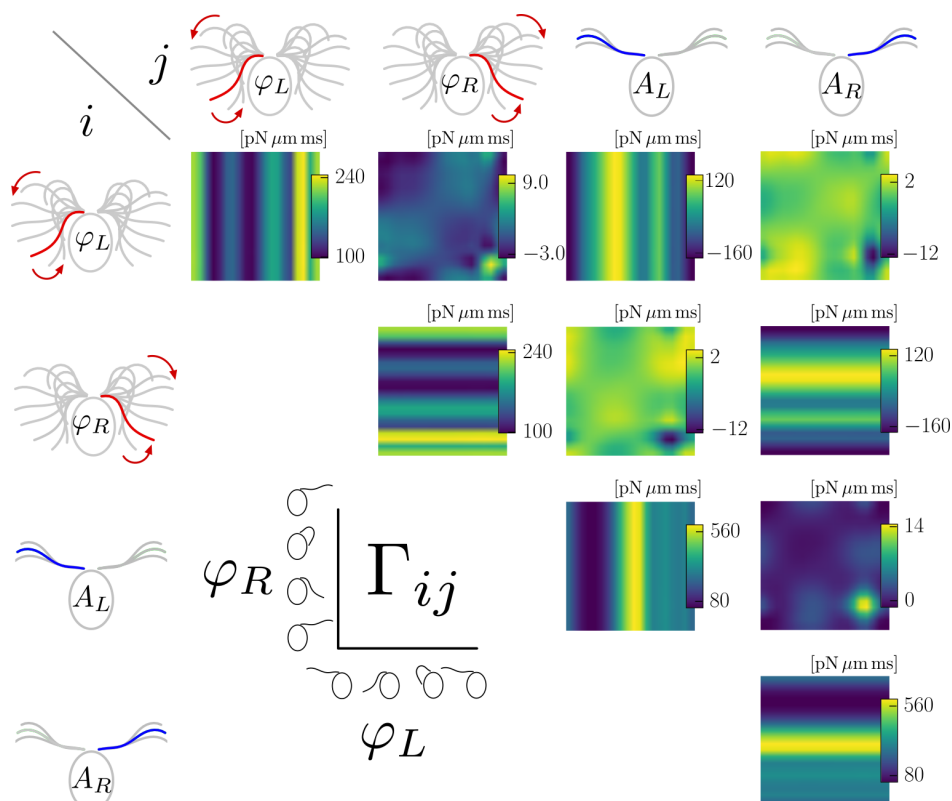 j
i
φL φR AL AR
[pN μm ms] [pN μm ms] [pN μm ms] [pN μm ms]
φL
240 9.0 120 2
100 −3.0 −160 −12
[pN μm ms] [pN μm ms] [pN μm ms]
φR
240 2 120
100 −12 −160
[pN μm ms] [pN μm ms]
AL
φR Γij
560 14
80 0
[pN μm ms]
φL
AR
560
80